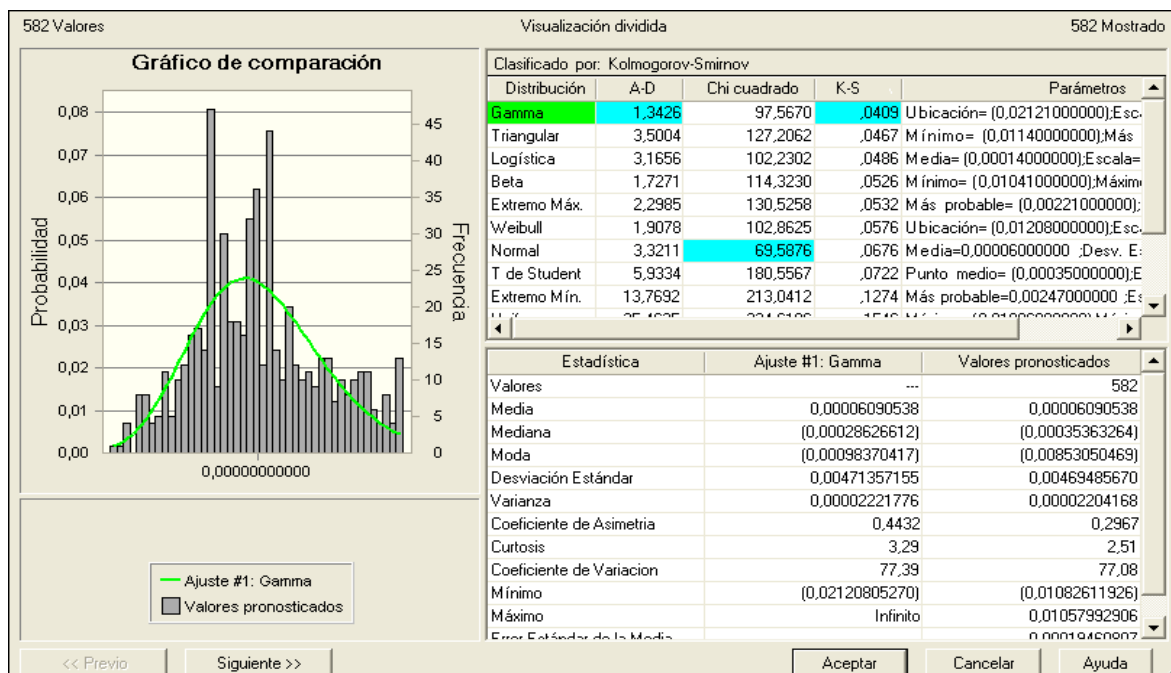 582 Valores Visualización dividida 582 Mostrado
Gráfico de comparación
0,08
0,07
0,06
0,05
0,04
0,03
0,02
0,01
0,00
Probabilidad
45
40
35
30
25
20
15
10
5
0
Frecuencia
0,00000000000
Ajuste #1: Gamma
Valores pronosticados
Clasificado por: Kolmogorov-Smirnov
Distribución A-D Chi cuadrado K-S Parámetros
Gamma 1,3426 97,5670 ,0409 Ubicación= (0,02121000000);Esc
Triangular 3,5004 127,2062 ,0467 Mínimo= (0,01140000000);Más
Logística 3,1656 102,2302 ,0486 Media= (0,00014000000);Escala=
Beta 1,7271 114,3230 ,0526 Mínimo= (0,01041000000);Máxim
Extremo Máx. 2,2985 130,5258 ,0532 Más probable= (0,00221000000);
Weibull 1,9078 102,8625 ,0576 Ubicación= (0,01208000000);Esc
Normal 3,3211 69,5876 ,0676 Media=0,00006000000 ;Desv. E
T de Student 5,9334 180,5567 ,0722 Punto medio= (0,00035000000);E
Extremo Mín. 13,7692 213,0412 ,1274 Más probable=0,00247000000 ;Es
Estadística Ajuste #1: Gamma Valores pronosticados
Valores --- 582
Media 0,00006090538 0,00006090538
Mediana (0,00028626612) (0,00035363264)
Moda (0,00098370417) (0,00853050469)
Desviación Estándar 0,00471357155 0,00469485670
Varianza 0,00002221776 0,00002204168
Coeficiente de Asimetria 0,4432 0,2967
Curtosis 3,29 2,51
Coeficiente de Variacion 77,39 77,08
Mínimo (0,02120805270) (0,01082611926)
Máximo Infinito 0,01057992906
Error Estándar de la Media 0,00019460807
<< Previo Siguiente >> Aceptar Cancelar Ayuda